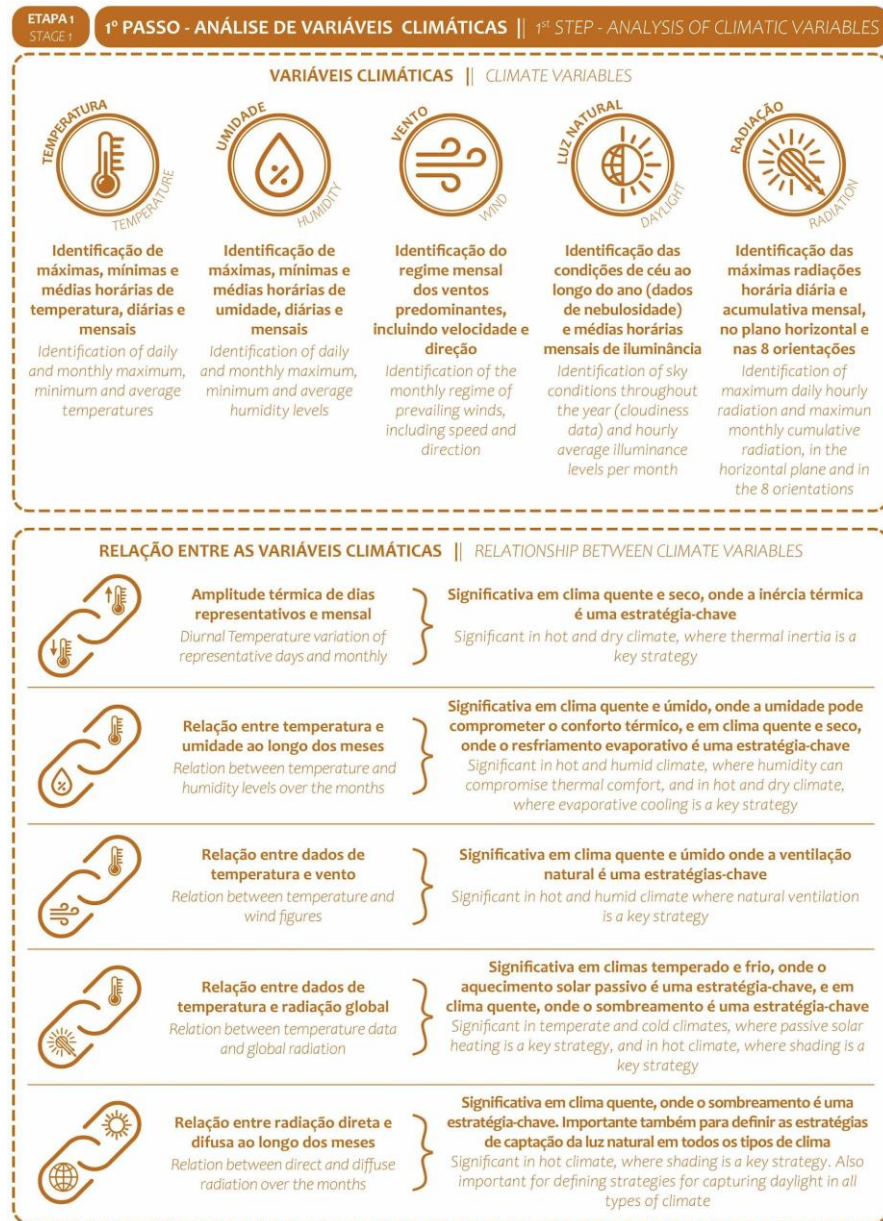 ETAPA 1
STAGE 1
1º PASSO - ANÁLISE DE VARIÁVEIS CLIMÁTICAS || 1st STEP - ANALYSIS OF CLIMATIC VARIABLES
VARIÁVEIS CLIMÁTICAS || CLIMATE VARIABLES
TEMPERATURA
TEMPERATURE
Identificação de
máximas, mínimas e
médias horárias de
temperatura, diárias e
mensais
Identification of daily
and monthly maximum,
minimum and average
temperatures
UMIDADE
%
HUMIDITY
Identificação de
máximas, mínimas e
médias horárias de
umidade, diárias e
mensais
Identification of daily
and monthly maximum,
minimum and average
humidity levels
VENTO
WIND
Identificação do
regime mensal
dos ventos
predominantes,
incluindo velocidade e
direção
Identification of the
monthly regime of
prevailing winds,
including speed and
direction
LUZ NATURAL
DAYLIGHT
Identificação das
condições de céu ao
longo do ano (dados
de nebulosidade)
e médias horárias
mensais de iluminância
Identification of sky
conditions throughout
the year (cloudiness
data) and hourly
average illuminance
levels per month
RADIAÇÃO
RADIATION
Identificação das
máximas radiações
horária diária e
acumulativa mensal,
no plano horizontal e
nas 8 orientações
Identification of
maximum daily hourly
radiation and maximun
monthly cumulative
radiation, in the
horizontal plane and in
the 8 orientations
RELAÇÃO ENTRE AS VARIÁVEIS CLIMÁTICAS || RELATIONSHIP BETWEEN CLIMATE VARIABLES
Amplitude térmica de dias
representativos e mensal
Diurnal Temperature variation of
representative days and monthly
Significativa em clima quente e seco, onde a inércia térmica
é uma estratégia-chave
Significant in hot and dry climate, where thermal inertia is a
key strategy
%
Relação entre temperatura e
umidade ao longo dos meses
Relation between temperature and
humidity levels over the months
Significativa em clima quente e úmido, onde a umidade pode
comprometer o conforto térmico, e em clima quente e seco,
onde o resfriamento evaporativo é uma estratégia-chave
Significant in hot and humid climate, where humidity can
compromise thermal comfort, and in hot and dry climate,
where evaporative cooling is a key strategy
Relação entre dados de
temperatura e vento
Relation between temperature and
wind figures
Significativa em clima quente e úmido onde a ventilação
natural é uma estratégias-chave
Significant in hot and humid climate where natural ventilation
is a key strategy
Relação entre dados de
temperatura e radiação global
Relation between temperature data
and global radiation
Significativa em climas temperado e frio, onde o
aquecimento solar passivo é uma estratégia-chave, e em
clima quente, onde o sombreamento é uma estratégia-chave
Significant in temperate and cold climates, where passive solar
heating is a key strategy, and in hot climate, where shading is a
key strategy
Relação entre radiação direta e
difusa ao longo dos meses
Relation between direct and diffuse
radiation over the months
Significativa em clima quente, onde o sombreamento é uma
estratégia-chave. Importante também para definir as estratégias
de captação da luz natural em todos os tipos de clima
Significant in hot climate, where shading is a key strategy. Also
important for defining strategies for capturing daylight in all
types of climate